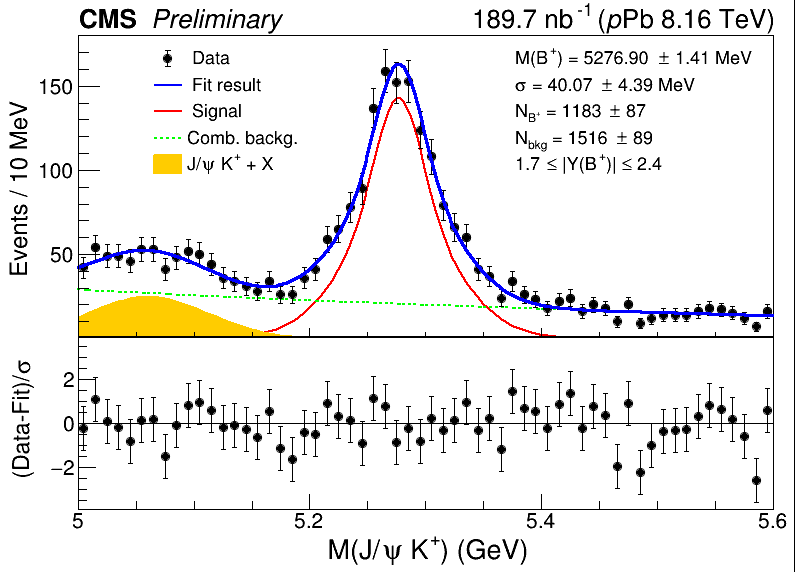 CMS Preliminary 189.7 nb⁻¹ (pPb 8.16 TeV)
Data
Fit result
Signal
Comb. backg.
J/ψ K⁺ + X
M(B⁺) = 5276.90 ± 1.41 MeV
σ = 40.07 ± 4.39 MeV
N_B⁺ = 1183 ± 87
N_bkg = 1516 ± 89
1.7 ≤ |Y(B⁺)| ≤ 2.4
Events / 10 MeV
150
100
50
(Data-Fit)/σ
2
0
−2
5 5.2 5.4 5.6
M(J/ψ K⁺) (GeV)